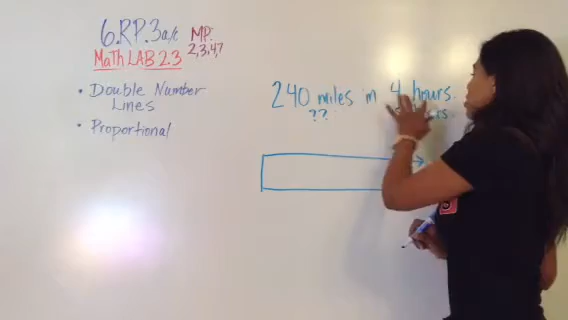 6.RP.3a/c
MP:
2,3,4,7
MaTh LAB 2.3
• Double Number
Lines
• Proportional
240 miles in 4 hours.
??